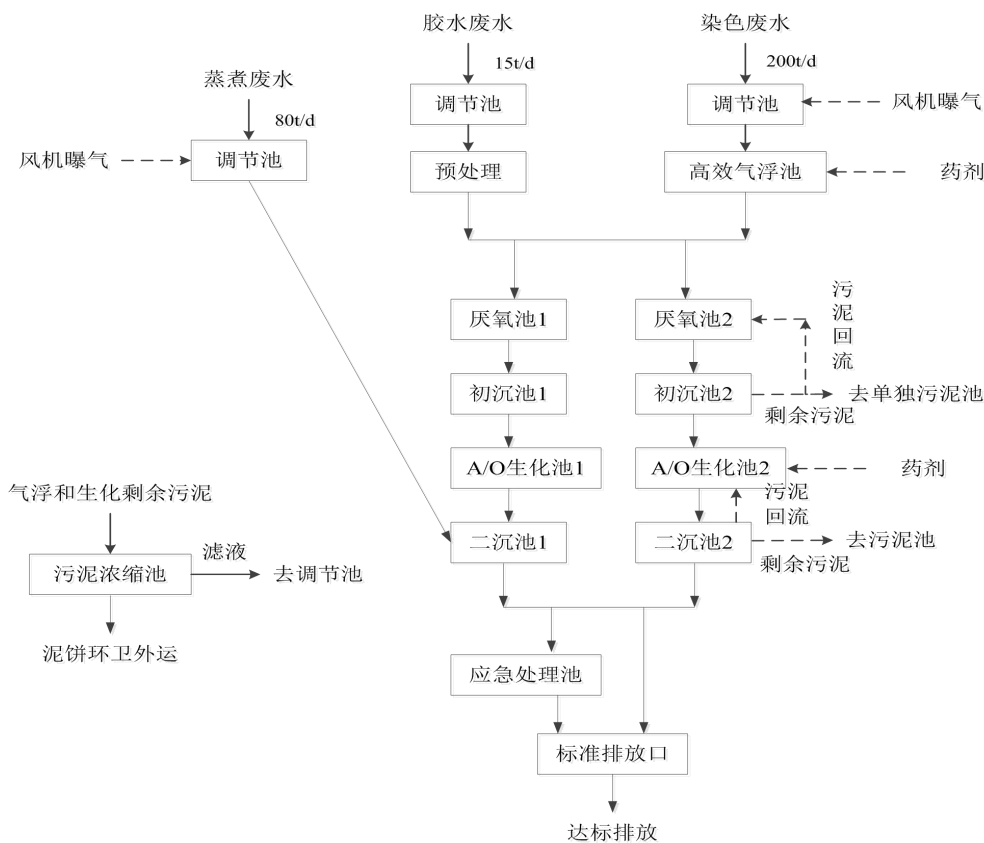 胶水废水
染色废水
15t/d
200t/d
蒸煮废水
调节池
调节池
风机曝气
80t/d
风机曝气
调节池
预处理
高效气浮池
药剂
污泥回流
厌氧池1
厌氧池2
初沉池1
初沉池2
去单独污泥池
剩余污泥
A/O生化池1
A/O生化池2
药剂
气浮和生化剩余污泥
污泥
回流
二沉池1
二沉池2
去污泥池
滤液
剩余污泥
污泥浓缩池
去调节池
泥饼环卫外运
应急处理池
标准排放口
达标排放